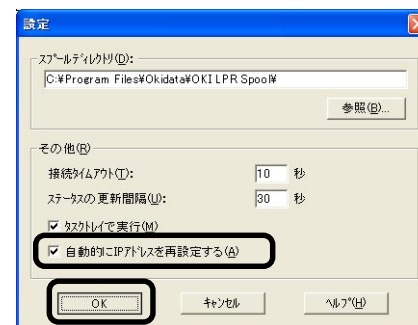 設定
スプールディレクトリ(D):
C:¥Program Files¥Okidata¥OKI LPR Spool¥
参照(B)...
その他(R)
接続タイムアウト(T): 10 秒
ステータスの更新間隔(U): 30 秒
タスクトレイで実行(M)
自動的にIPアドレスを再設定する(A)
OK キャンセル ヘルプ(H)